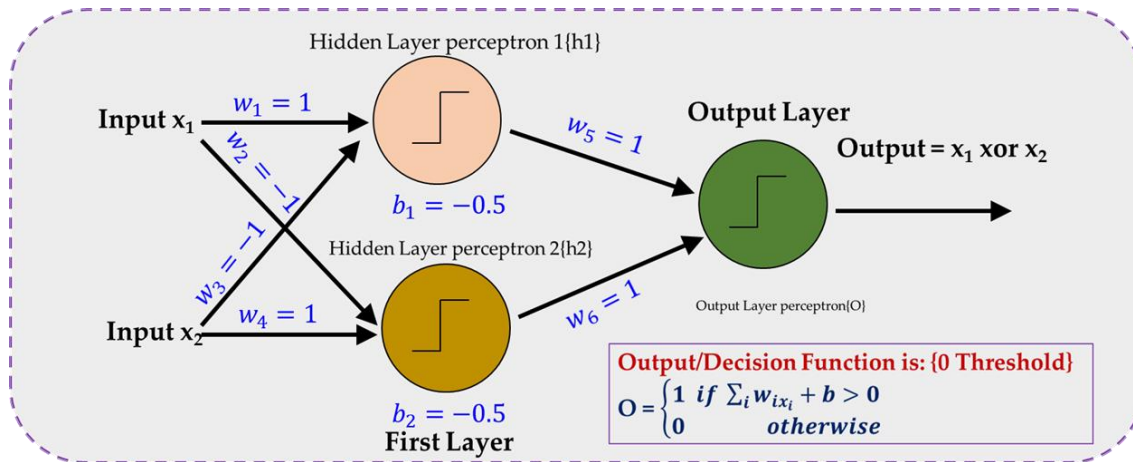 Hidden Layer perceptron 1{h1}
Input x₁
w₁ = 1
w₂ = −1
w₃ = −1
Input x₂
w₄ = 1
b₁ = −0.5
Hidden Layer perceptron 2{h2}
b₂ = −0.5
First Layer
w₅ = 1
w₆ = 1
Output Layer
Output = x₁ xor x₂
Output Layer perceptron{O}
Output/Decision Function is: {0 Threshold}
O = {1 if ∑ᵢ w_{ix_i} + b > 0
0 otherwise